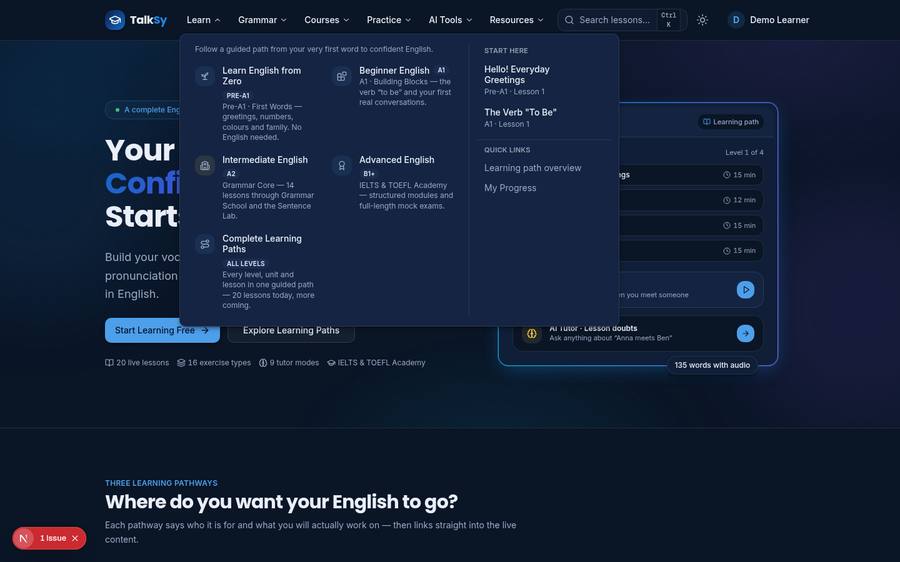 TalkSy
Learn
Grammar
Courses
Practice
AI Tools
Resources
Search lessons...
Ctrl
K
D
Demo Learner
Follow a guided path from your very first word to confident English.
Learn English from
Zero
PRE-A1
Pre-A1 · First Words —
greetings, numbers,
colours and family. No
English needed.
Beginner English A1
A1 · Building Blocks — the
verb “to be” and your first
real conversations.
Intermediate English
A2
Grammar Core — 14
lessons through Grammar
School and the Sentence
Lab.
Advanced English
B1+
IELTS & TOEFL Academy
— structured modules and
full-length mock exams.
Complete Learning
Paths
ALL LEVELS
Every level, unit and
lesson in one guided path
— 20 lessons today, more
coming.
START HERE
Hello! Everyday
Greetings
Pre-A1 · Lesson 1
The Verb "To Be"
A1 · Lesson 1
QUICK LINKS
Learning path overview
My Progress
A complete Eng
Your
Confi
Start
Build your voc
pronunciation
in English.
Start Learning Free
Explore Learning Paths
20 live lessons
16 exercise types
9 tutor modes
IELTS & TOEFL Academy
Learning path
Level 1 of 4
ngs
15 min
12 min
15 min
15 min
en you meet someone
AI Tutor · Lesson doubts
Ask anything about “Anna meets Ben”
135 words with audio
THREE LEARNING PATHWAYS
Where do you want your English to go?
Each pathway says who it is for and what you will actually work on — then links straight into the live
content.
N
1 Issue